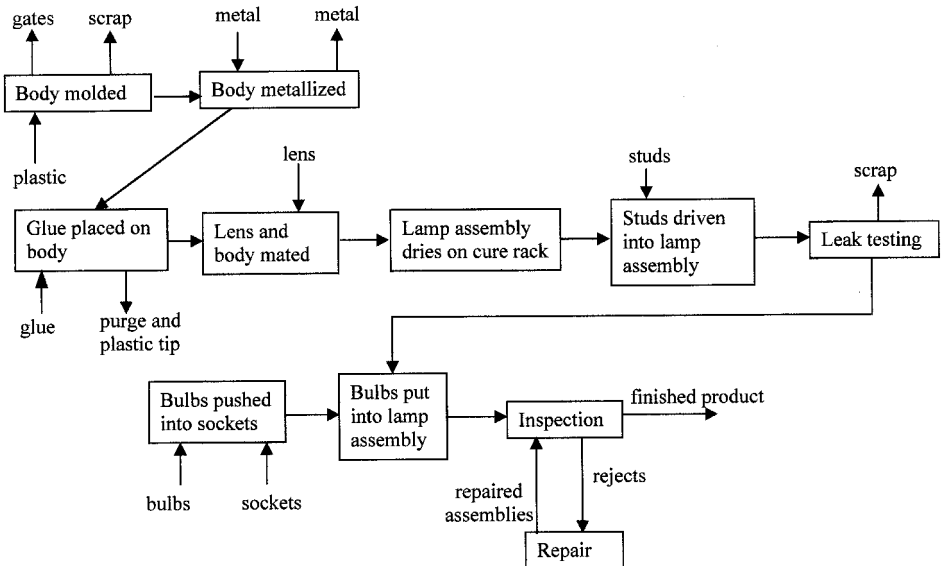 gates
scrap
metal
metal
Body molded
Body metallized
plastic
lens
studs
scrap
Glue placed on
body
Lens and
body mated
Lamp assembly
dries on cure rack
Studs driven
into lamp
assembly
Leak testing
glue
purge and
plastic tip
Bulbs pushed
into sockets
Bulbs put
into lamp
assembly
Inspection
finished product
bulbs
sockets
repaired
assemblies
rejects
Repair